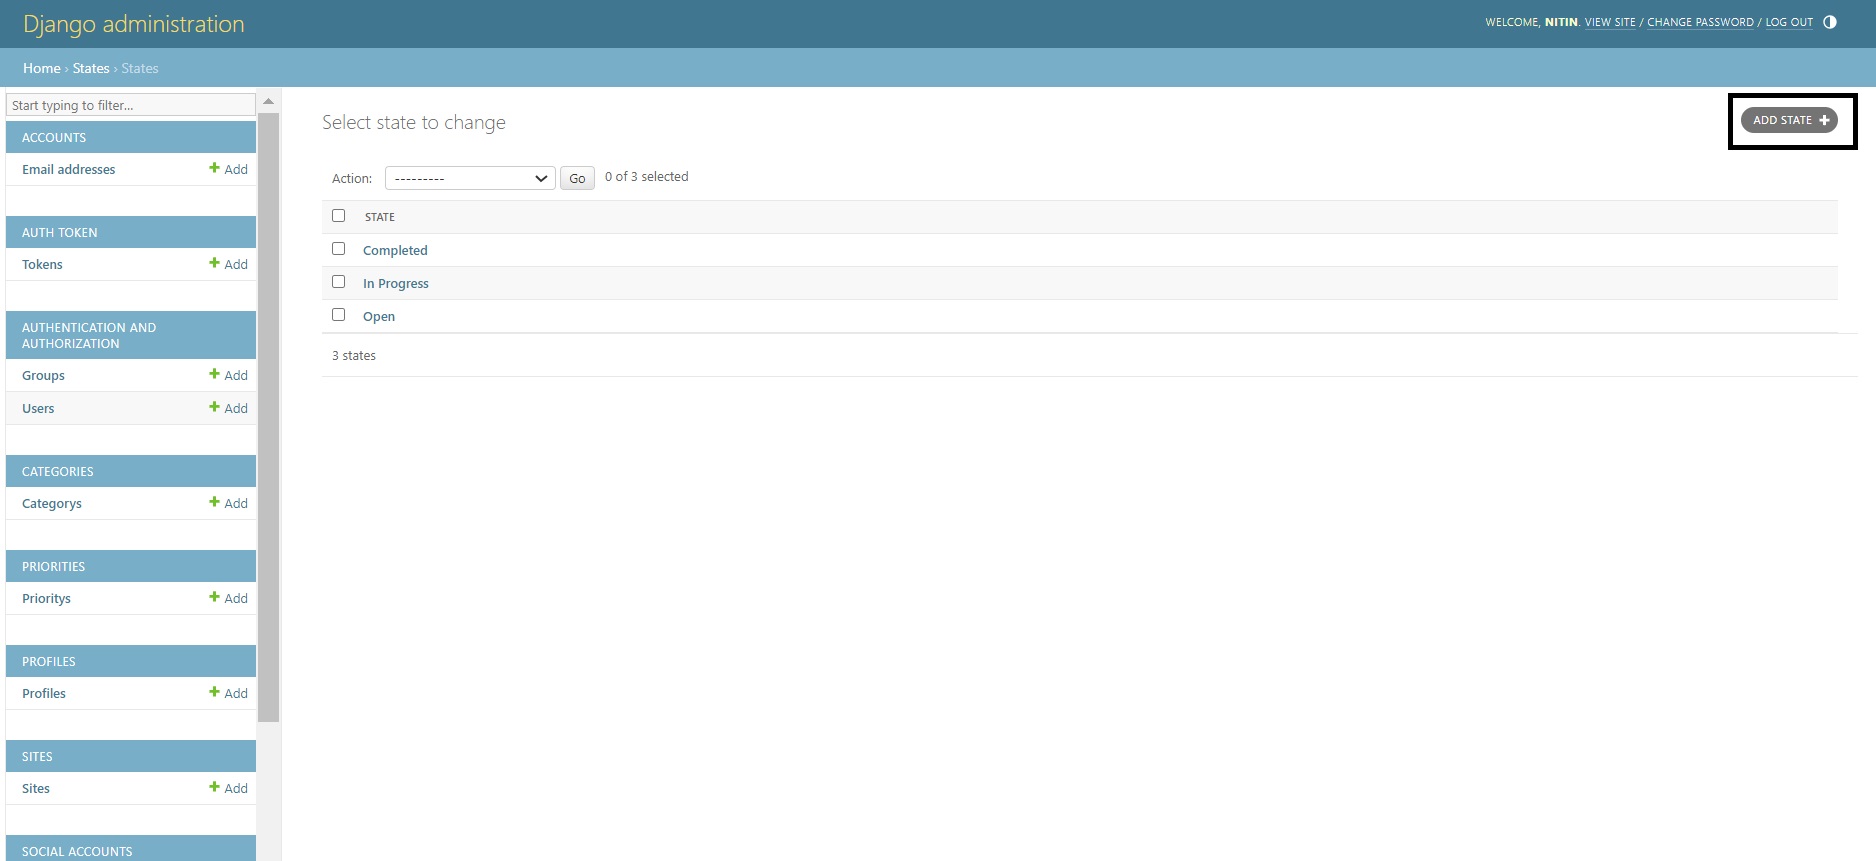 Django administration
WELCOME, NITIN. VIEW SITE / CHANGE PASSWORD / LOG OUT
Home › States › States
Start typing to filter...
ACCOUNTS
Email addresses
Add
AUTH TOKEN
Tokens
Add
AUTHENTICATION AND
AUTHORIZATION
Groups
Add
Users
Add
CATEGORIES
Categorys
Add
PRIORITIES
Prioritys
Add
PROFILES
Profiles
Add
SITES
Sites
Add
SOCIAL ACCOUNTS
Select state to change
ADD STATE +
Action:
---------
Go
0 of 3 selected
STATE
Completed
In Progress
Open
3 states